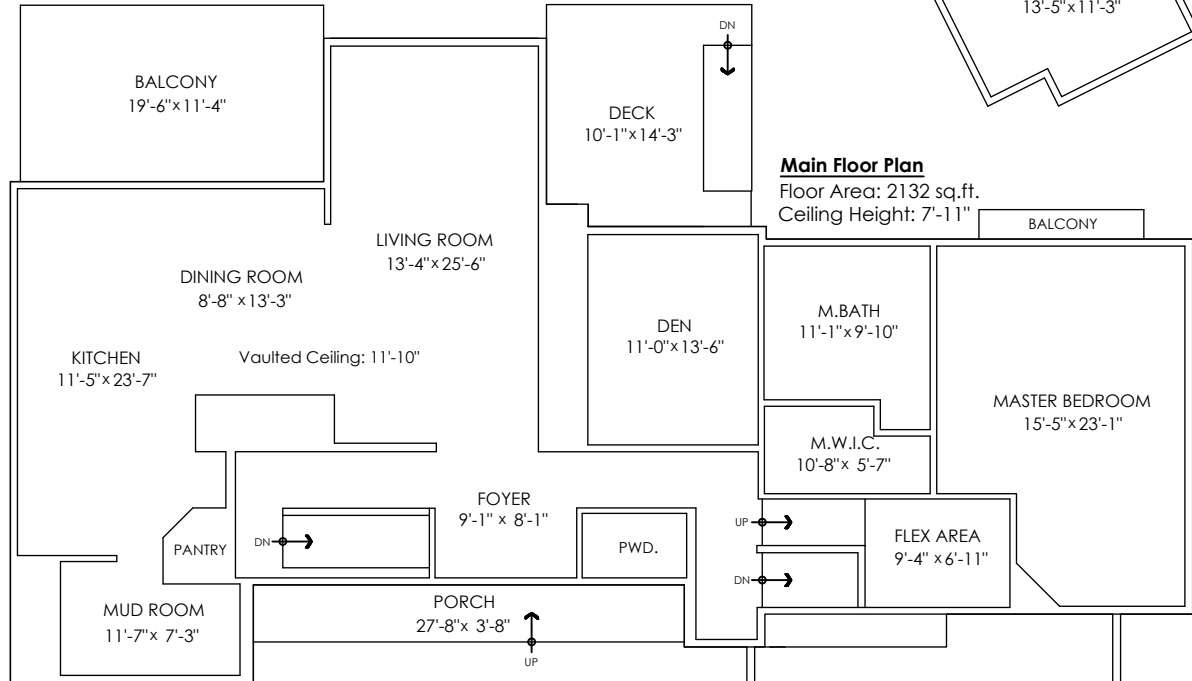 13'-5"x11'-3"
DN
BALCONY
19'-6"x11'-4"
DECK
10'-1"x14'-3"
Main Floor Plan
Floor Area: 2132 sq.ft.
Ceiling Height: 7'-11"
BALCONY
LIVING ROOM
13'-4"x25'-6"
DINING ROOM
8'-8" x 13'-3"
M.BATH
11'-1"x9'-10"
DEN
11'-0"x13'-6"
KITCHEN
11'-5"x23'-7"
Vaulted Ceiling: 11'-10"
MASTER BEDROOM
15'-5"x23'-1"
M.W.I.C.
10'-8"x 5'-7"
FOYER
9'-1" x 8'-1"
UP
FLEX AREA
9'-4"x6'-11"
DN
PANTRY
PWD.
DN
MUD ROOM
11'-7"x 7'-3"
PORCH
27'-8"x 3'-8"
UP